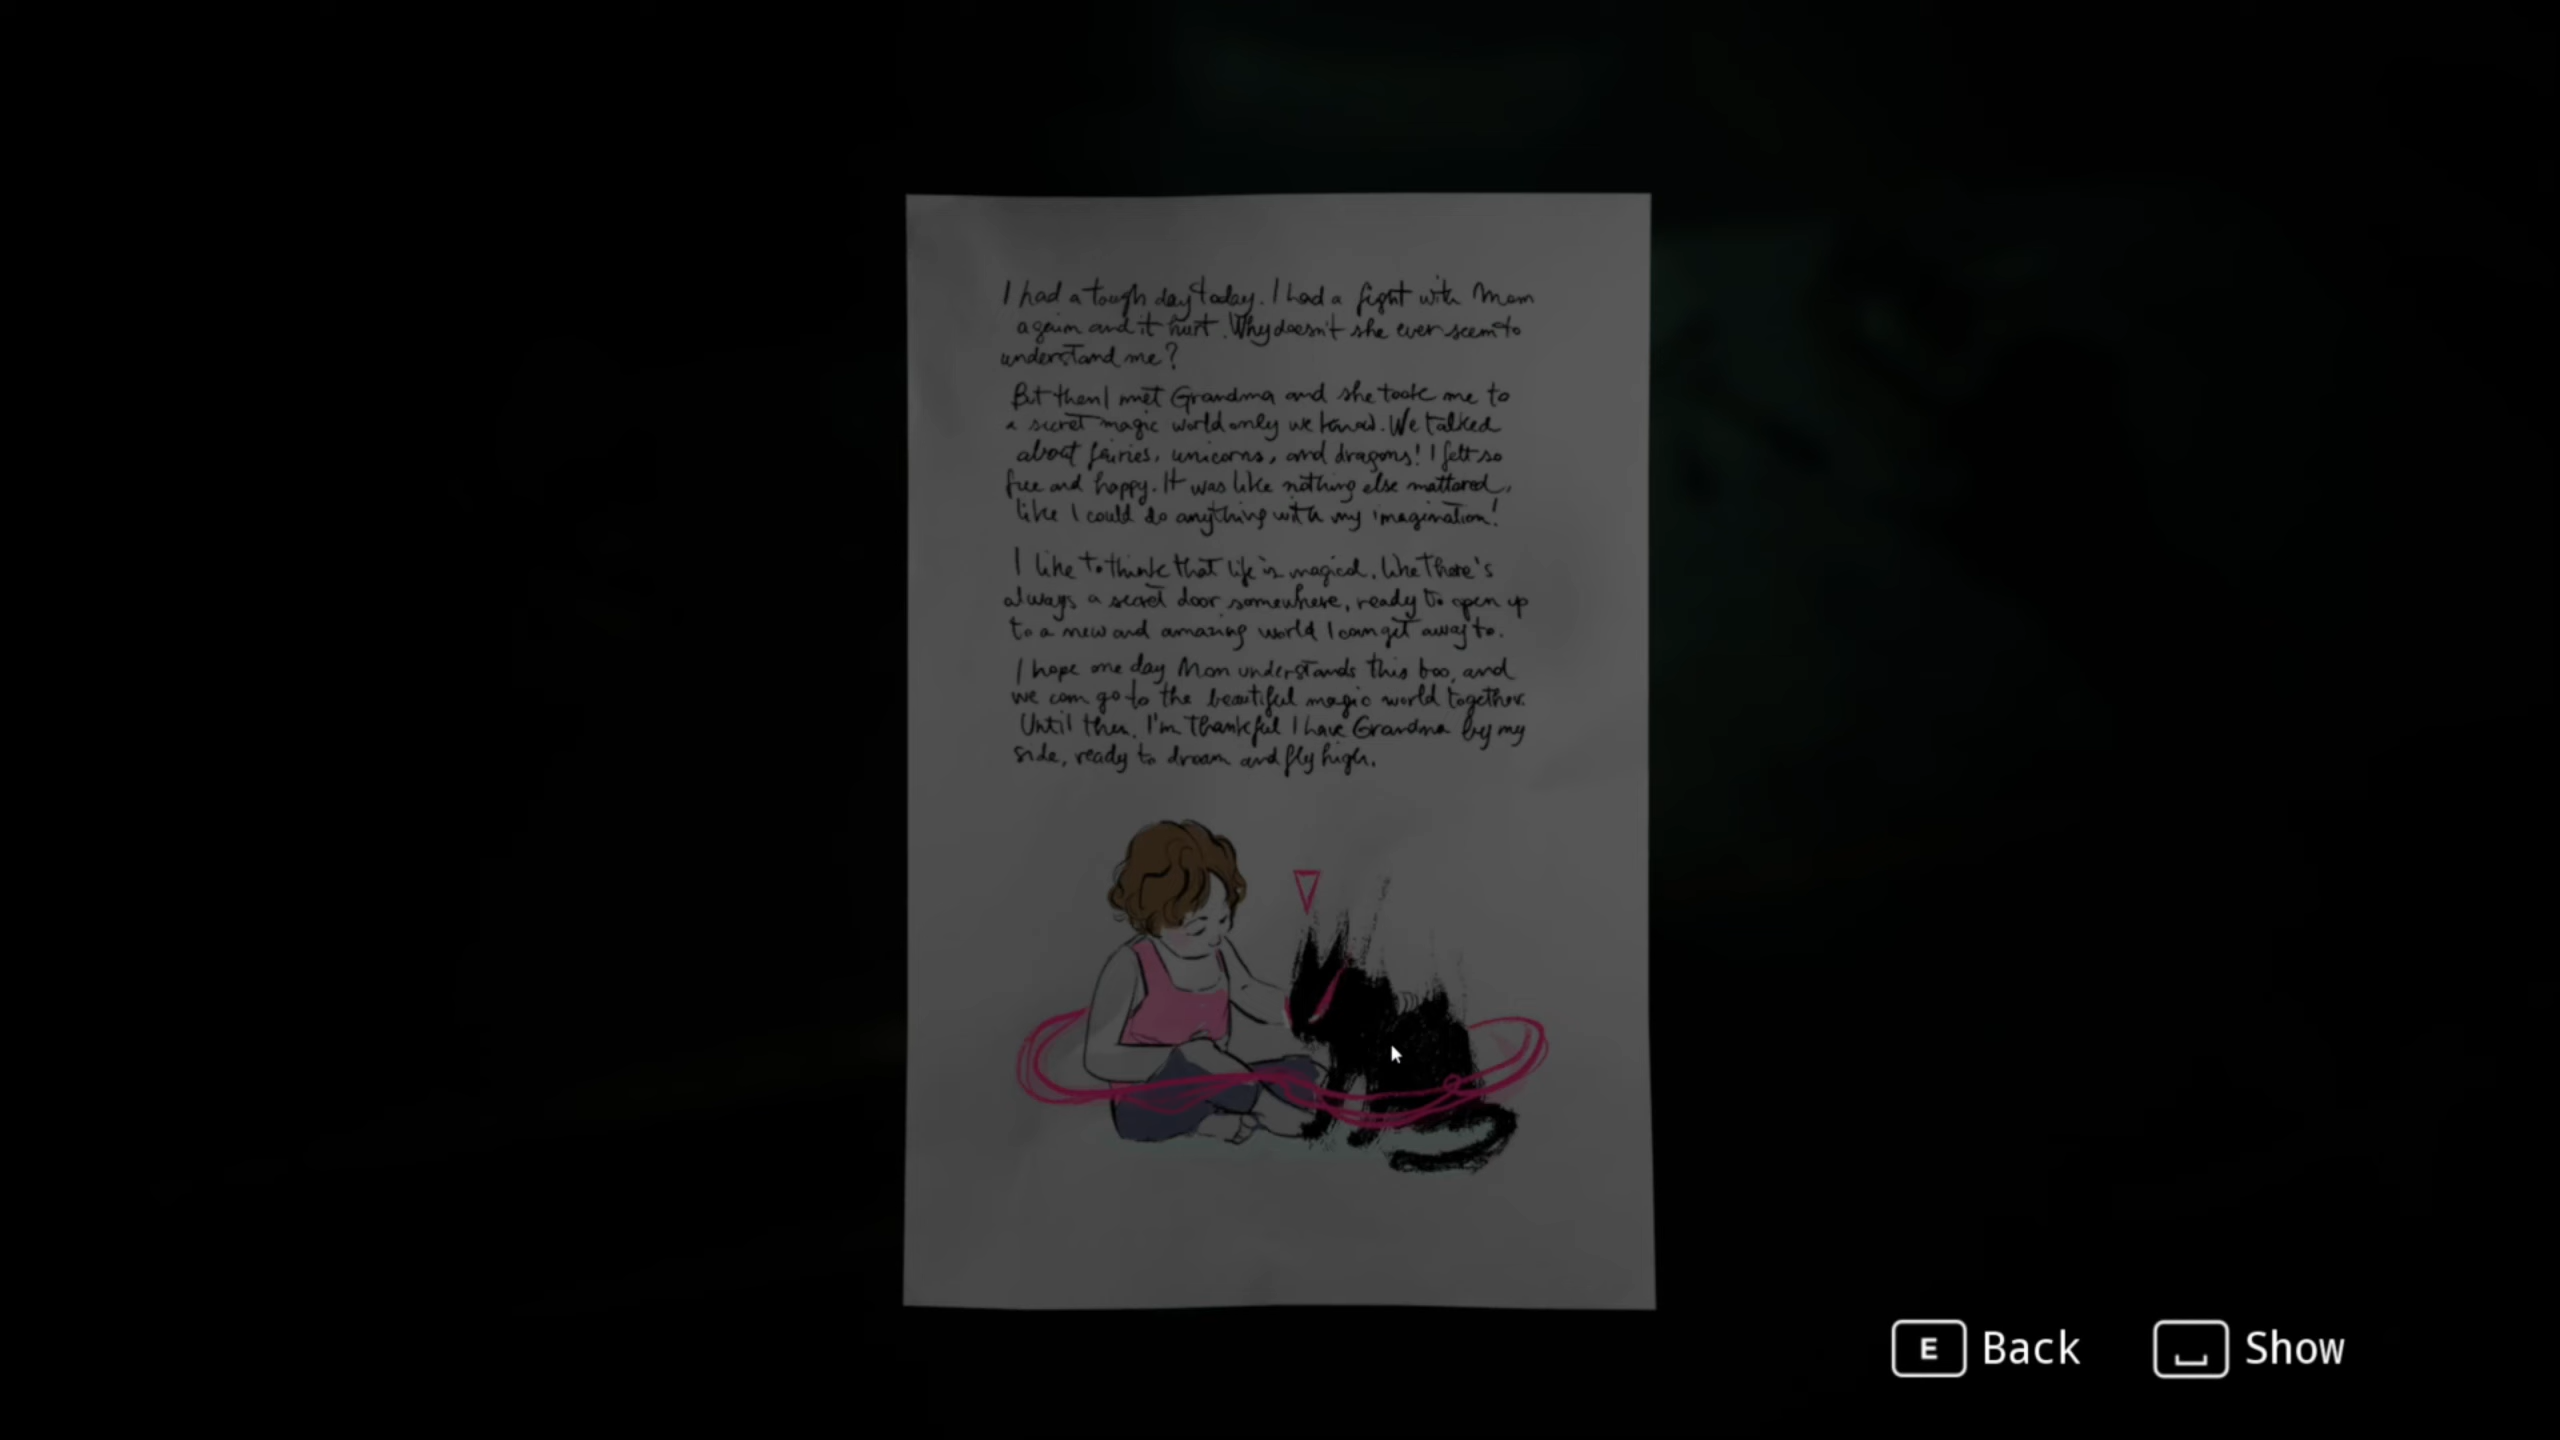 I had a tough day today. I had a fight with Mom
again and it hurt. Why doesn't she ever seem to
understand me?
But then I met Grandma and she took me to
a secret magic world only we know. We talked
about fairies, unicorns, and dragons! I felt so
free and happy. It was like nothing else mattered,
like I could do anything with my imagination!
I like to think that life is magical. Like there's
always a secret door somewhere, ready to open up
to a new and amazing world I can get away to.
I hope one day Mom understands this too, and
we can go to the beautiful magic world together.
Until then, I'm thankful I have Grandma by my
side, ready to dream and fly high.
E Back Show